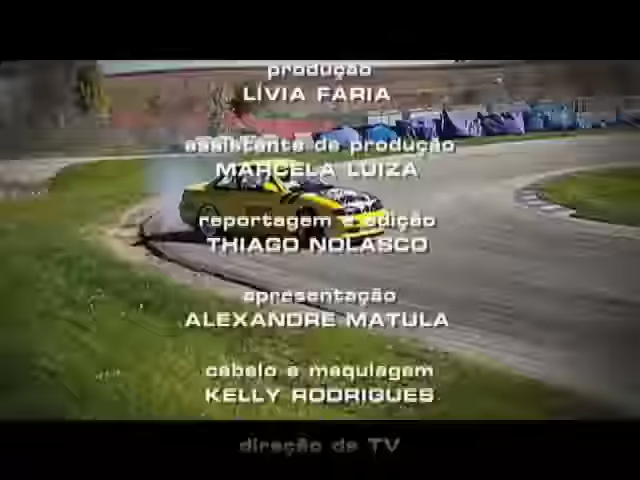 produção
LÍVIA FARIA
assistente de produção
MARCELA LUIZA
reportagem e edição
THIAGO NOLASCO
apresentação
ALEXANDRE MATULA
cabelo e maquiagem
KELLY RODRIGUES
direção de TV